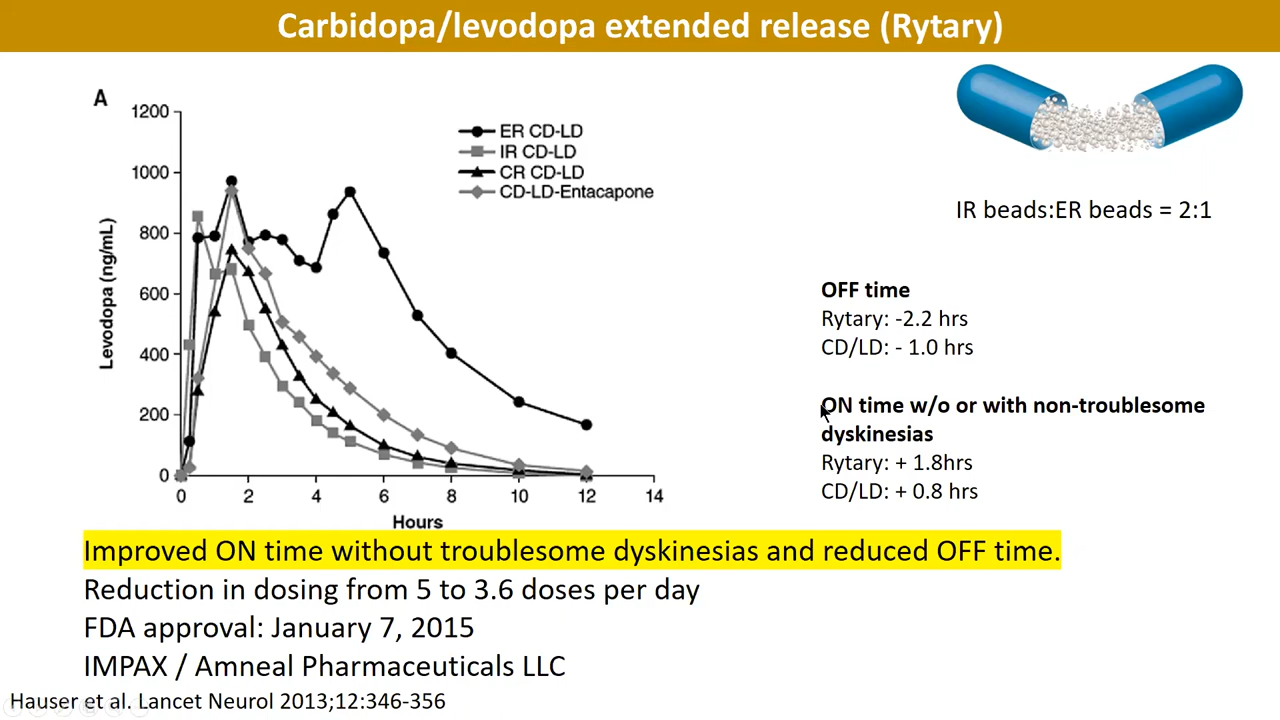 Carbidopa/levodopa extended release (Rytary)
A
1200
1000
800
600
400
200
0
Levodopa (ng/mL)
ER CD-LD
IR CD-LD
CR CD-LD
CD-LD-Entacapone
0 2 4 6 8 10 12 14
Hours
IR beads:ER beads = 2:1
OFF time
Rytary: -2.2 hrs
CD/LD: - 1.0 hrs
ON time w/o or with non-troublesome
dyskinesias
Rytary: + 1.8hrs
CD/LD: + 0.8 hrs
Improved ON time without troublesome dyskinesias and reduced OFF time.
Reduction in dosing from 5 to 3.6 doses per day
FDA approval: January 7, 2015
IMPAX / Amneal Pharmaceuticals LLC
Hauser et al. Lancet Neurol 2013;12:346-356